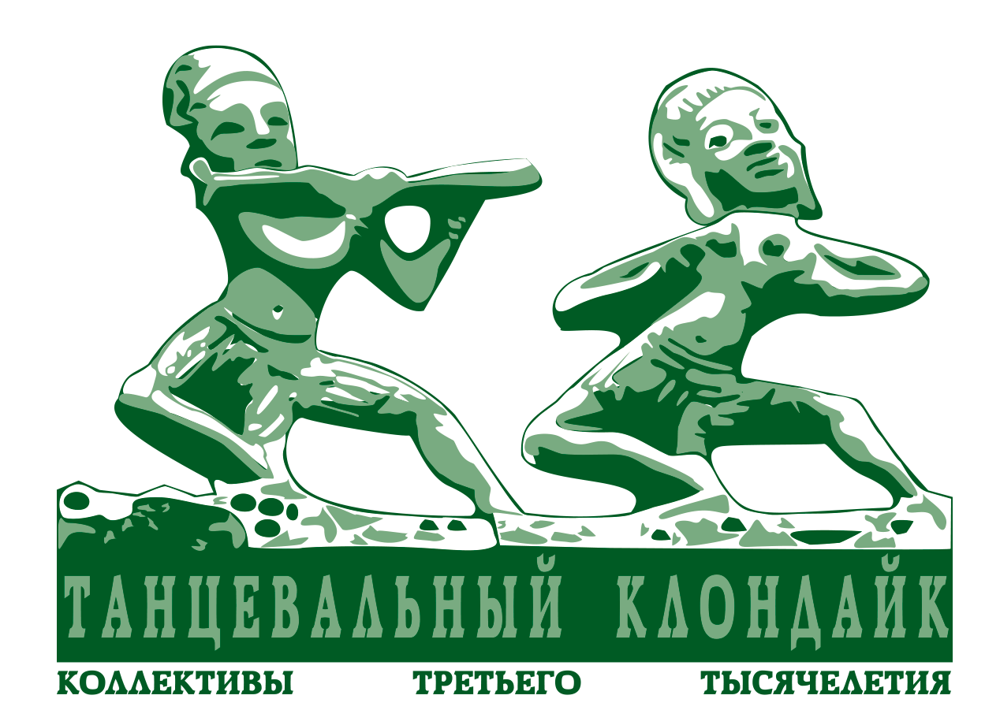 ТАНЦЕВАЛЬНЫЙ КЛОНДАЙК
КОЛЛЕКТИВЫ ТРЕТЬЕГО ТЫСЯЧЕЛЕТИЯ